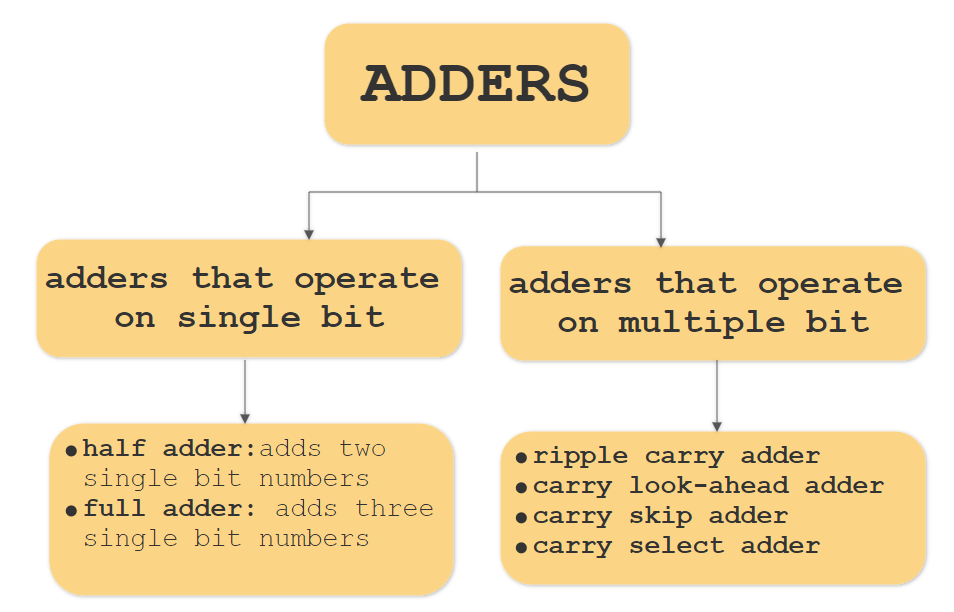 ADDERS
adders that operate
on single bit
adders that operate
on multiple bit
●half adder:adds two
single bit numbers
●full adder: adds three
single bit numbers
●ripple carry adder
●carry look-ahead adder
●carry skip adder
●carry select adder